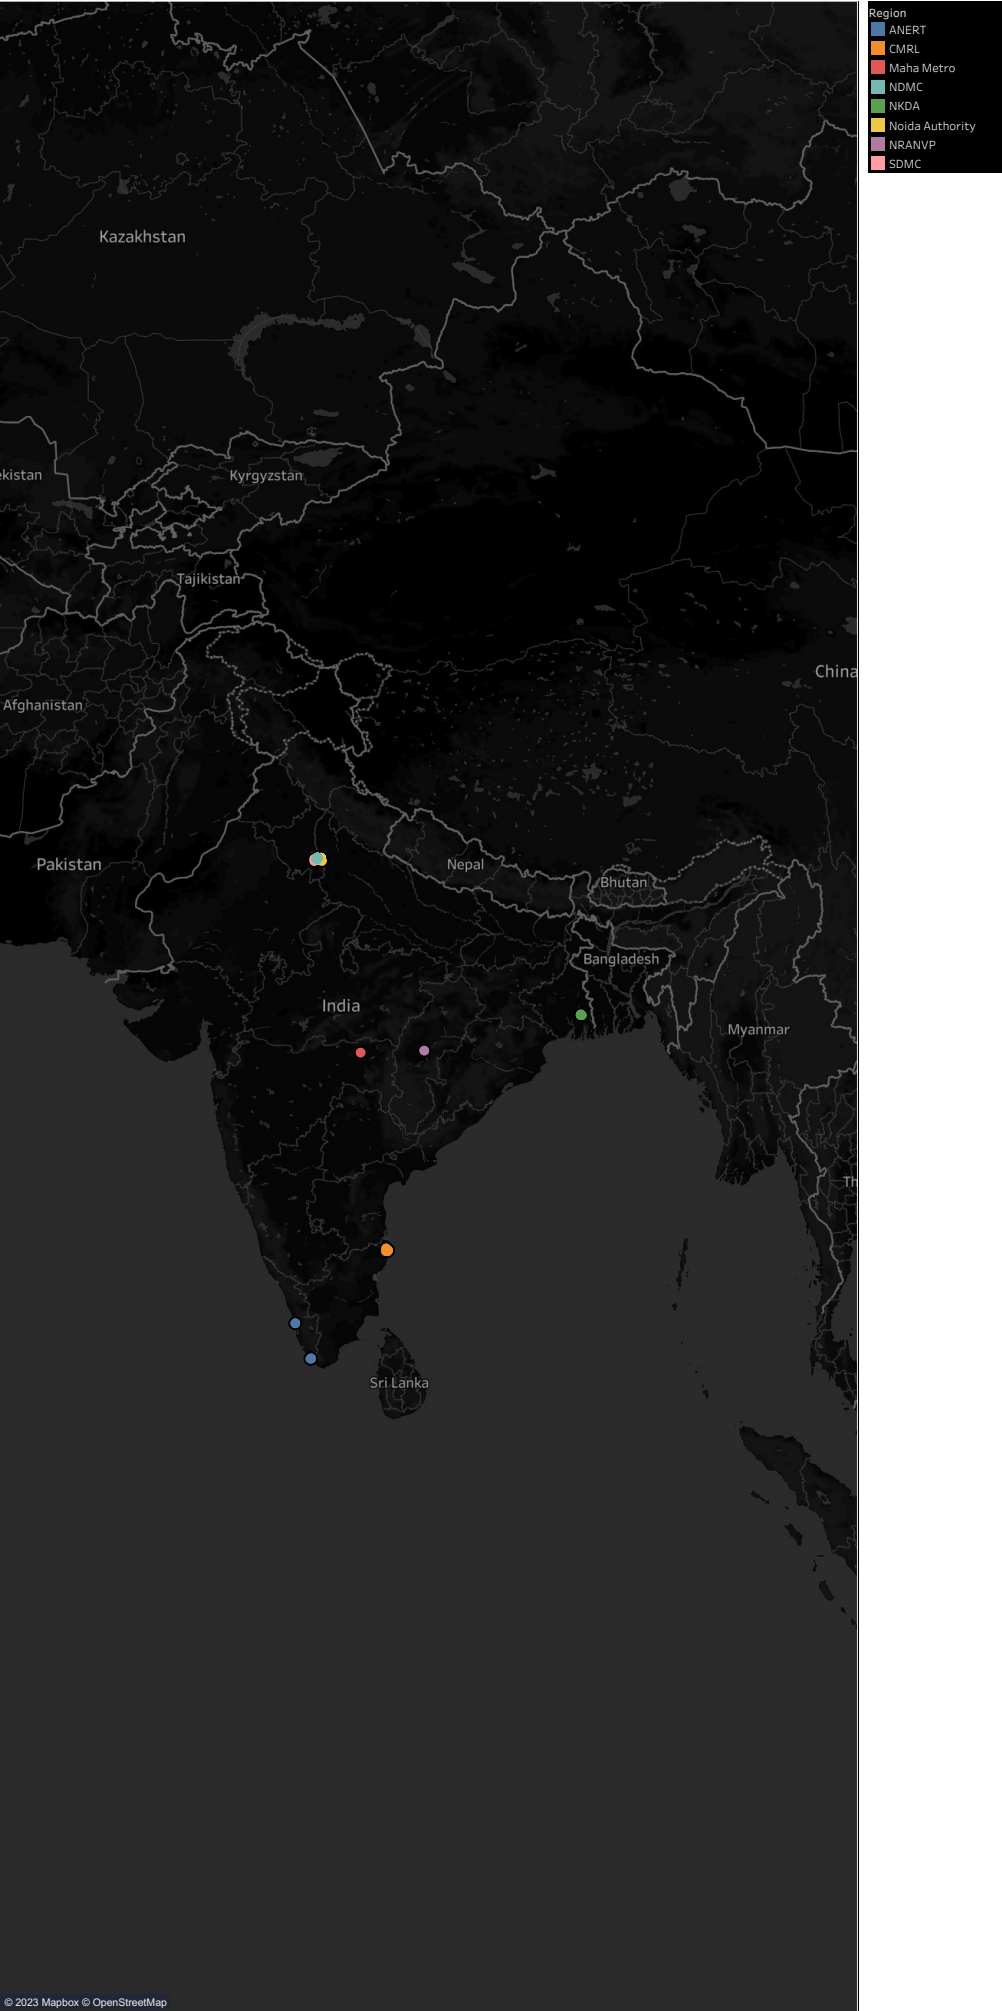 Region
ANERT
CMRL
Maha Metro
NDMC
NKDA
Noida Authority
NRANVP
SDMC
Kazakhstan
ekistan
Kyrgyzstan
Tajikistan
China
Afghanistan
Pakistan
Nepal
Bhutan
Bangladesh
India
Myanmar
Th
Sri Lanka
© 2023 Mapbox © OpenStreetMap